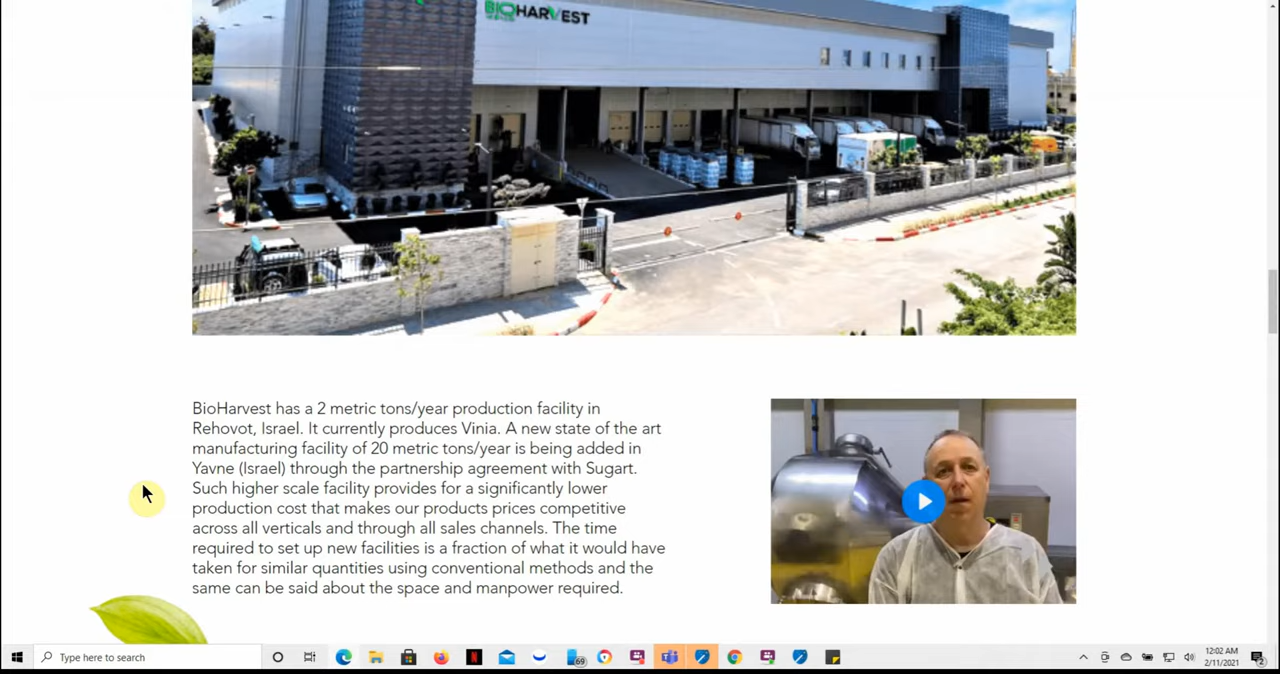 BIOHARVEST
BioHarvest has a 2 metric tons/year production facility in
Rehovot, Israel. It currently produces Vinia. A new state of the art
manufacturing facility of 20 metric tons/year is being added in
Yavne (Israel) through the partnership agreement with Sugart.
Such higher scale facility provides for a significantly lower
production cost that makes our products prices competitive
across all verticals and through all sales channels. The time
required to set up new facilities is a fraction of what it would have
taken for similar quantities using conventional methods and the
same can be said about the space and manpower required.
Type here to search
69
12:02 AM
2/11/2021
2